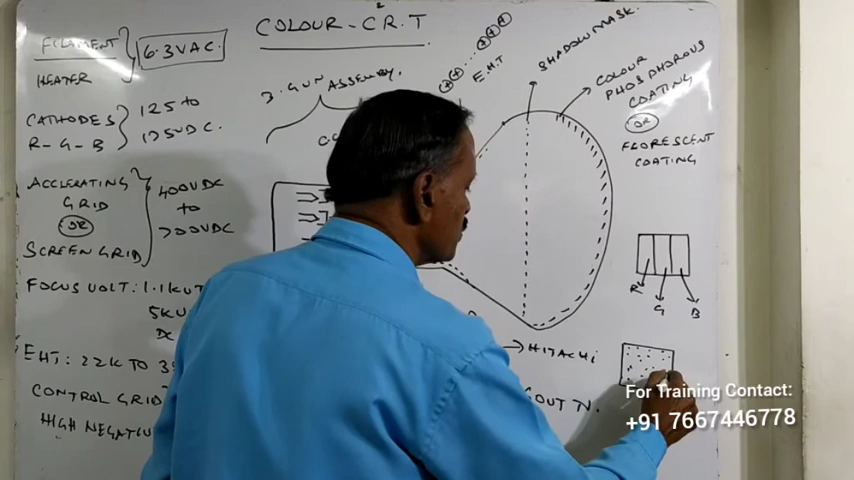 COLOUR-C.R.T
FILAMENT
HEATER
6.3VAC.
CATHODES
R-G-B
125 to
175VDC.
ACCLERATING
GRID
OR
SCREEN GRID
400VDC
to
700VDC
FOCUS VOLT: 1.1KV
5KV
DC
EHT: 22K TO
CONTROL GRID
HIGH NEGATIV
3. GUN ASSEMBLY.
E.H.T
SHADOW MASK.
COLOUR
PHOSPHOROUS
COATING
OR
FLORESCENT
COATING
R
G
B
HITACHI
For Training Contact:
+91 7667446778